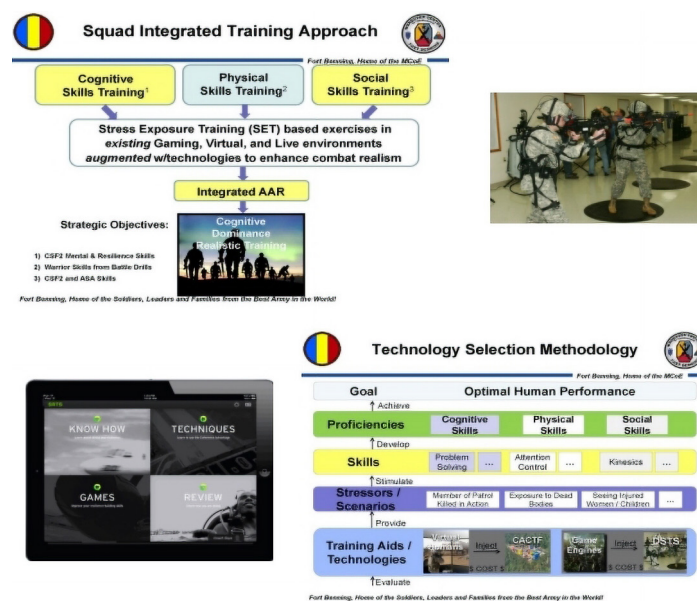 Squad Integrated Training Approach
Fort Benning, Home of the MCoE
Cognitive
Skills Training1
Physical
Skills Training2
Social
Skills Training3
Stress Exposure Training (SET) based exercises in
existing Gaming, Virtual, and Live environments
augmented w/technologies to enhance combat realism
Integrated AAR
Strategic Objectives:
1) CSF2 Mental & Resilience Skills
2) Warrior Skills from Battle Drills
3) CSF2 and ASA Skills
Cognitive
Dominance
Realistic Training
Fort Benning, Home of the Soldiers, Leaders and Families from the Best Army in the World!
KNOW HOW
TECHNIQUES
GAMES
REVIEW
Technology Selection Methodology
Fort Benning, Home of the MCoE
Goal
Optimal Human Performance
Achieve
Proficiencies
Cognitive
Skills
Physical
Skills
Social
Skills
Develop
Skills
Problem
Solving
...
Attention
Control
...
Kinesics
...
Stimulate
Stressors /
Scenarios
Member of Patrol
Killed in Action
Exposure to Dead
Bodies
Seeing Injured
Women / Children
...
Provide
Training Aids /
Technologies
Virtual
Humans
Inject
$ COST $
CACTF
Game
Engines
Inject
$ COST $
DSTS
Evaluate
Fort Benning, Home of the Soldiers, Leaders and Families from the Best Army in the World!